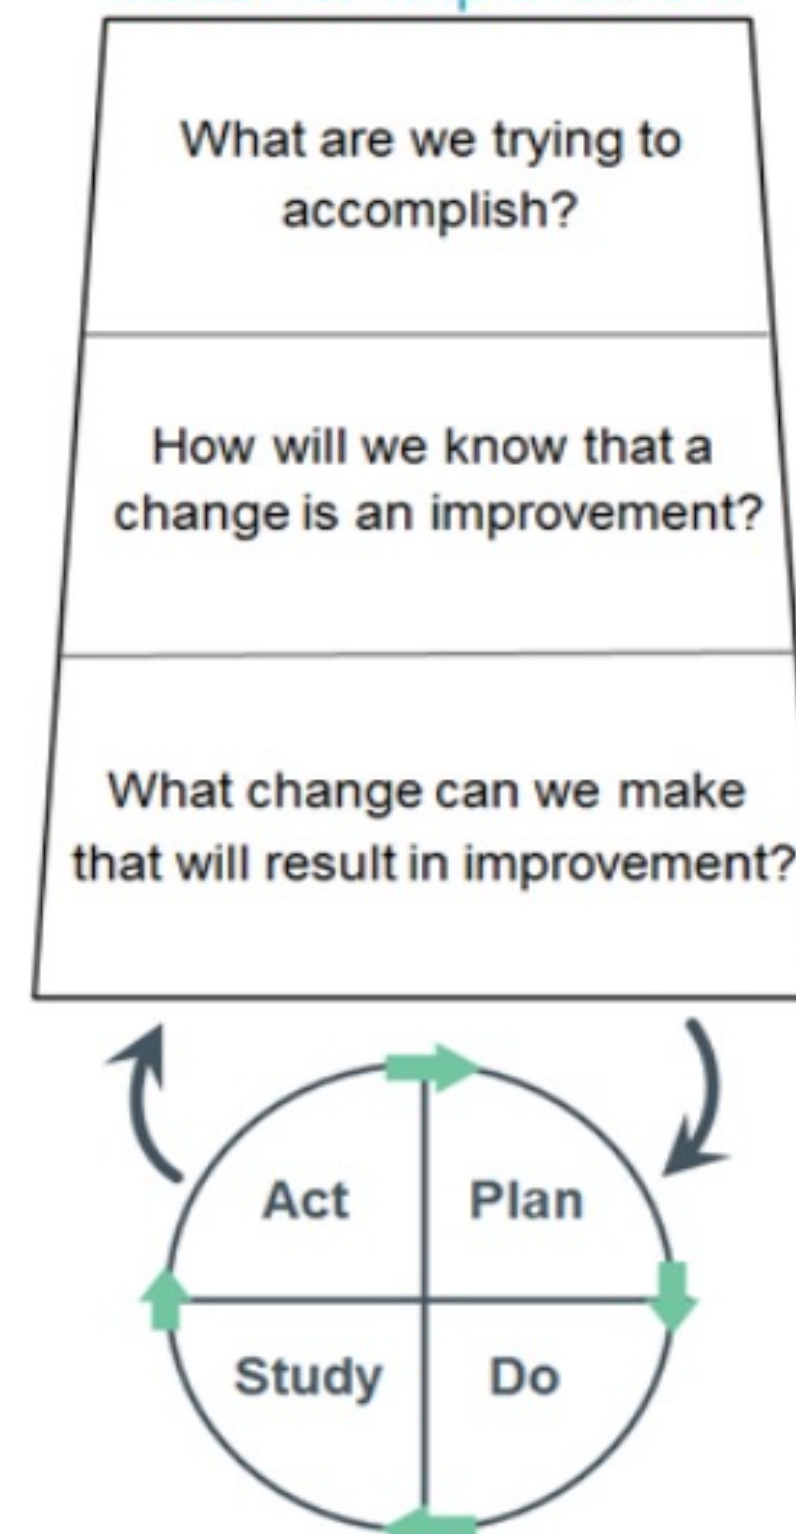 What are we trying to
accomplish?
How will we know that a
change is an improvement?
What change can we make
that will result in improvement?
Act
Plan
Study
Do